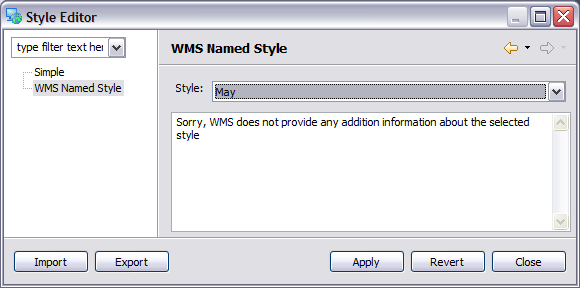 Style Editor
type filter text her
Simple
WMS Named Style
WMS Named Style
Style:
May
Sorry, WMS does not provide any addition information about the selected
style
Import
Export
Apply
Revert
Close